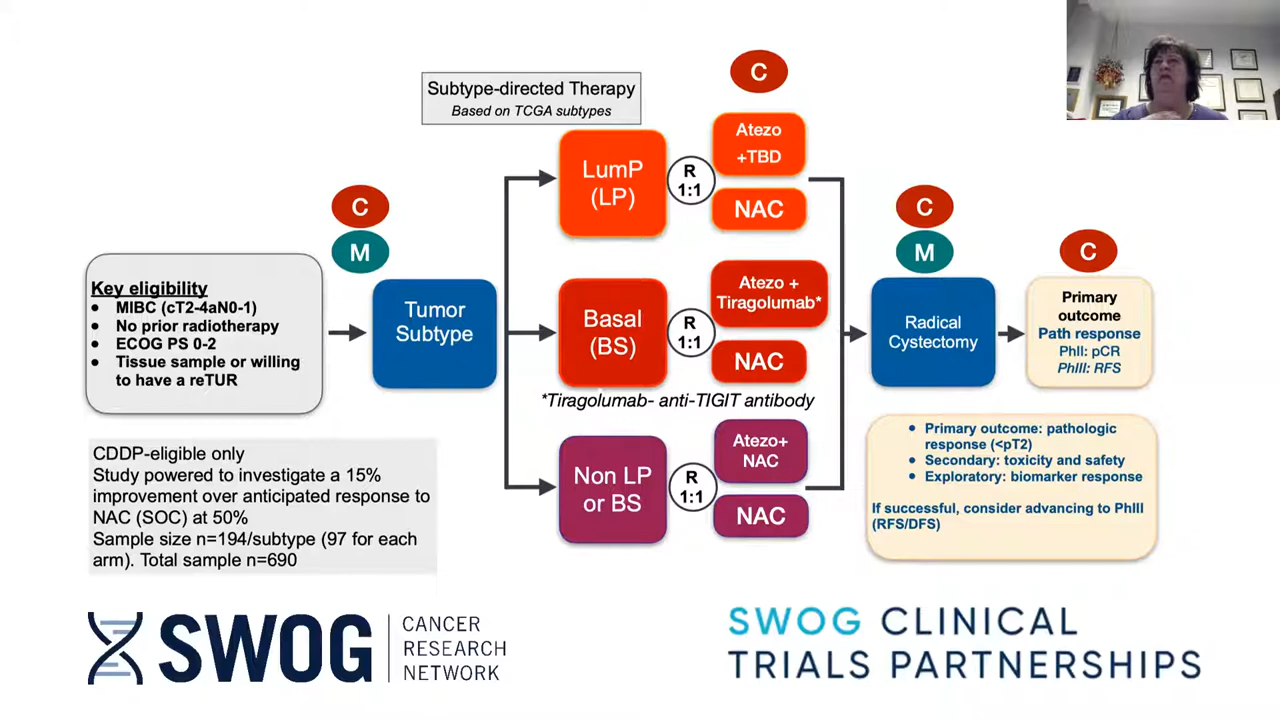 Subtype-directed Therapy
Based on TCGA subtypes
C
C
M
Key eligibility
• MIBC (cT2-4aN0-1)
• No prior radiotherapy
• ECOG PS 0-2
• Tissue sample or willing
to have a reTUR
Tumor
Subtype
LumP
(LP)
R
1:1
Atezo
+TBD
NAC
Basal
(BS)
R
1:1
Atezo +
Tiragolumab*
NAC
*Tiragolumab- anti-TIGIT antibody
Non LP
or BS
R
1:1
Atezo+
NAC
NAC
C
M
Radical
Cystectomy
C
Primary
outcome
Path response
PhII: pCR
PhIII: RFS
CDDP-eligible only
Study powered to investigate a 15%
improvement over anticipated response to
NAC (SOC) at 50%
Sample size n=194/subtype (97 for each
arm). Total sample n=690
• Primary outcome: pathologic
response (<pT2)
• Secondary: toxicity and safety
• Exploratory: biomarker response
If successful, consider advancing to PhIII
(RFS/DFS)
SWOG
CANCER
RESEARCH
NETWORK
SWOG CLINICAL
TRIALS PARTNERSHIPS